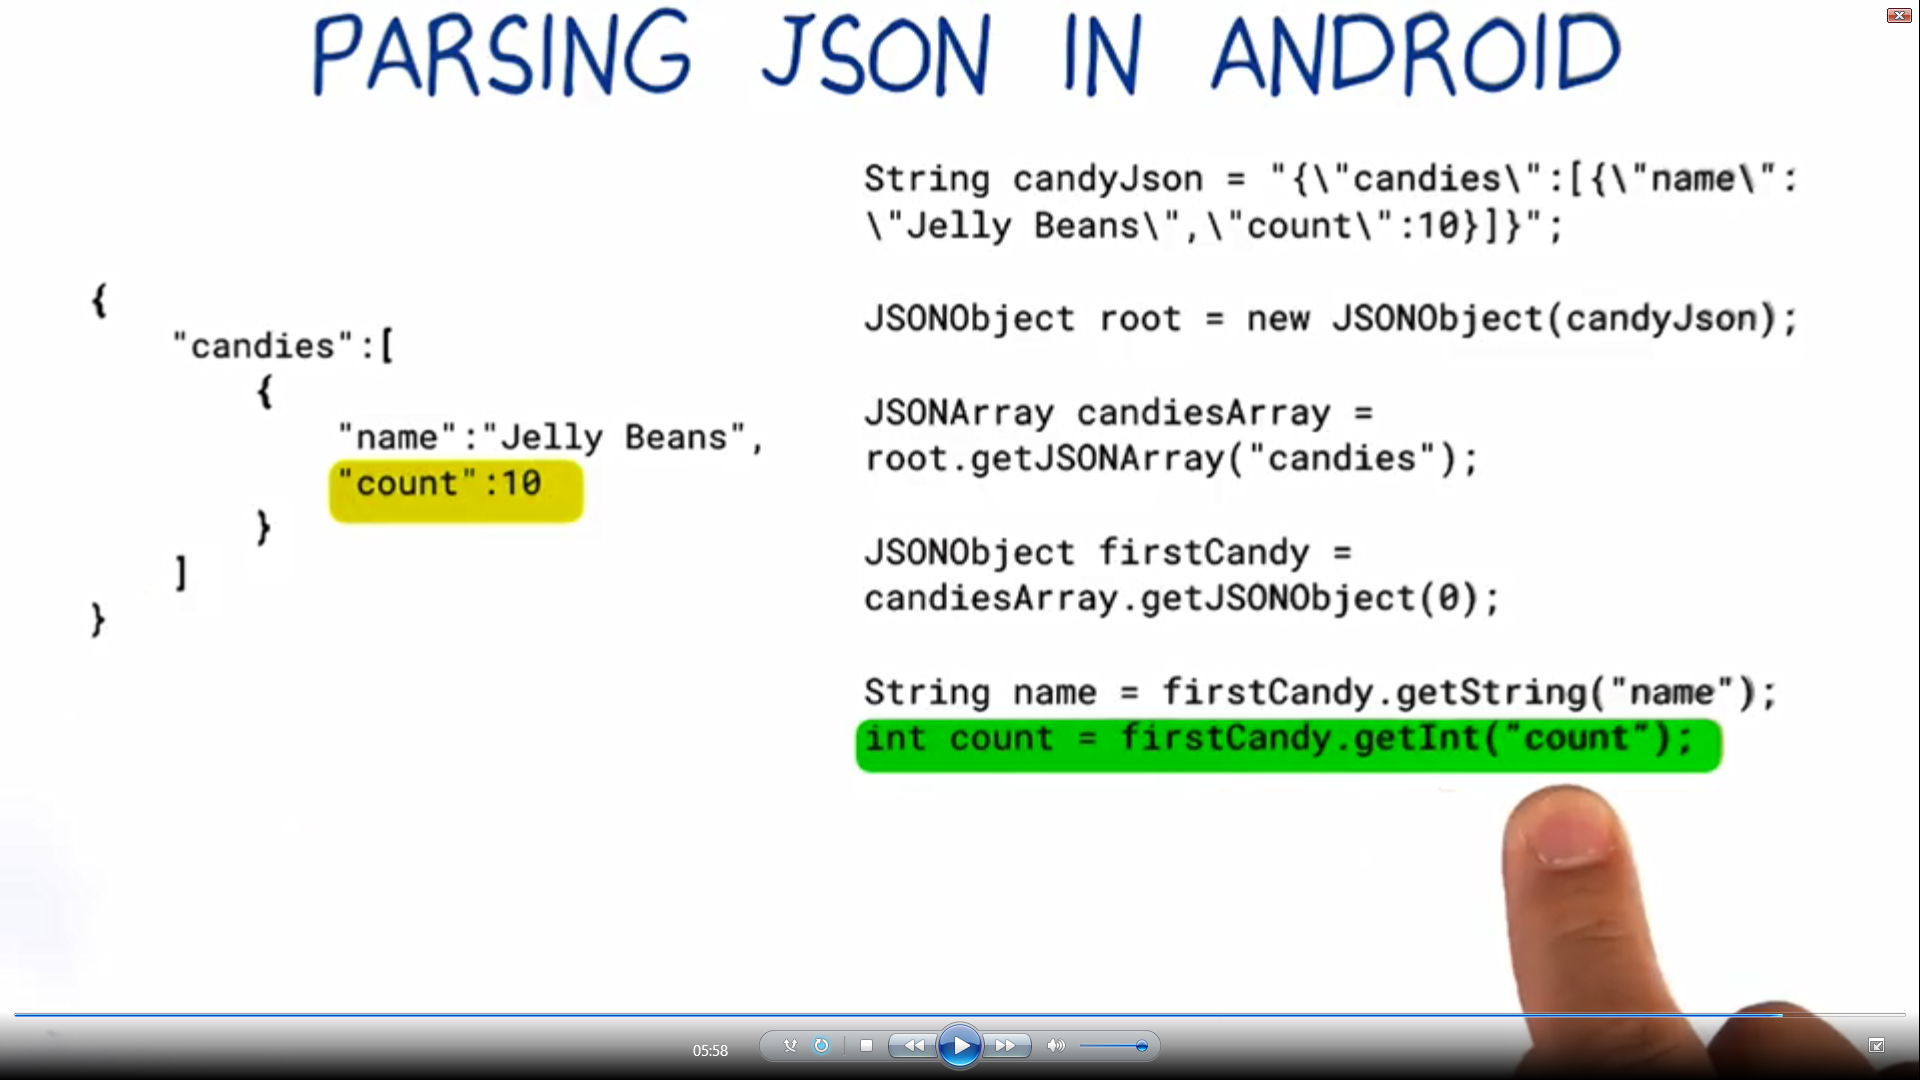 PARSING JSON IN ANDROID
{
"candies":[
{
"name":"Jelly Beans",
"count":10
}
]
}
String candyJson = "{\"candies\":[{\"name\":
\"Jelly Beans\",\"count\":10}]}";
JSONObject root = new JSONObject(candyJson);
JSONArray candiesArray =
root.getJSONArray("candies");
JSONObject firstCandy =
candiesArray.getJSONObject(0);
String name = firstCandy.getString("name");
int count = firstCandy.getInt("count");
05:58